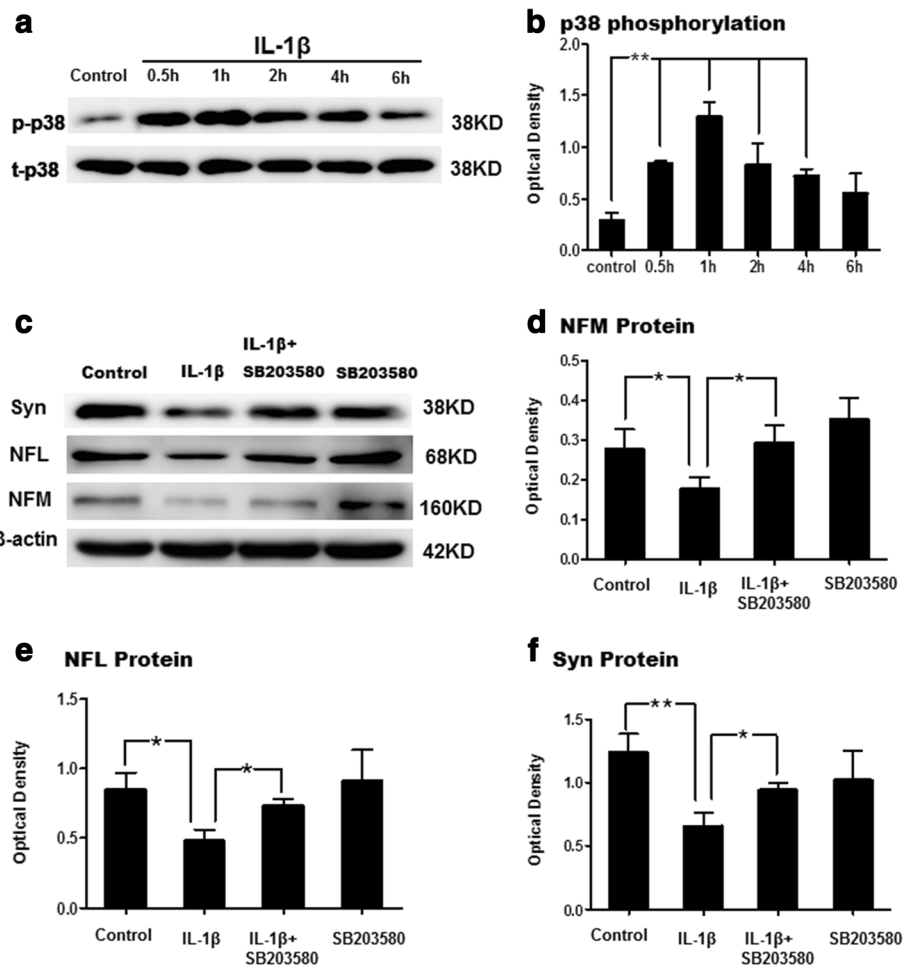 a
IL-1β
Control 0.5h 1h 2h 4h 6h
p-p38 38KD
t-p38 38KD
b p38 phosphorylation
Optical Density
2.0
1.5
1.0
0.5
0.0
**
control 0.5h 1h 2h 4h 6h
c
Control IL-1β IL-1β+ SB203580 SB203580
Syn 38KD
NFL 68KD
NFM 160KD
β-actin 42KD
d NFM Protein
Optical Density
0.5
0.4
0.3
0.2
0.1
0.0
* *
Control IL-1β IL-1β+ SB203580 SB203580
e NFL Protein
Optical Density
1.5
1.0
0.5
0.0
* *
Control IL-1β IL-1β+ SB203580 SB203580
f Syn Protein
Optical Density
1.5
1.0
0.5
0.0
** *
Control IL-1β IL-1β+ SB203580 SB203580